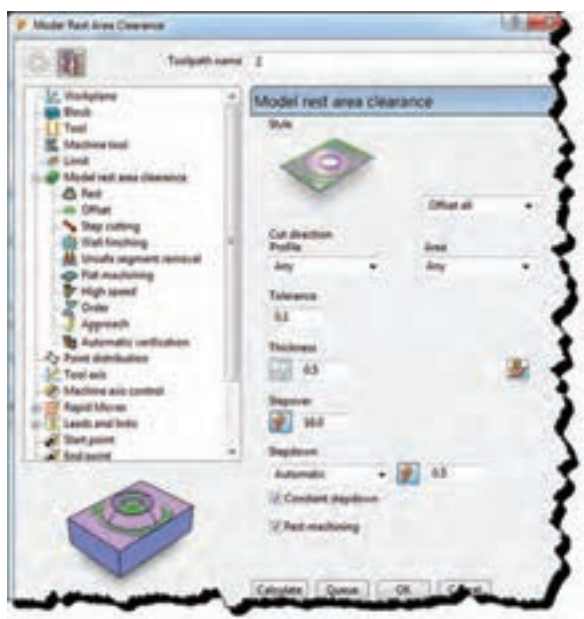 Model Rest Area Clearance
Toolpath name 2
Workplane
Block
Tool
Machine tool
Limit
Model rest area clearance
Rest
Offset
Step cutting
Wall finishing
Unsafe segment removal
Flat machining
High speed
Order
Approach
Automatic verification
Point distribution
Tool axis
Machine axis control
Rapid Moves
Leads and links
Start point
End point
Model rest area clearance
Style
Offset all
Cut direction
Profile Area
Any Any
Tolerance
0.1
Thickness
0.5
Stepover
10.0
Stepdown
Automatic 0.5
Constant stepdown
Rest machining
Calculate Queue OK Cancel